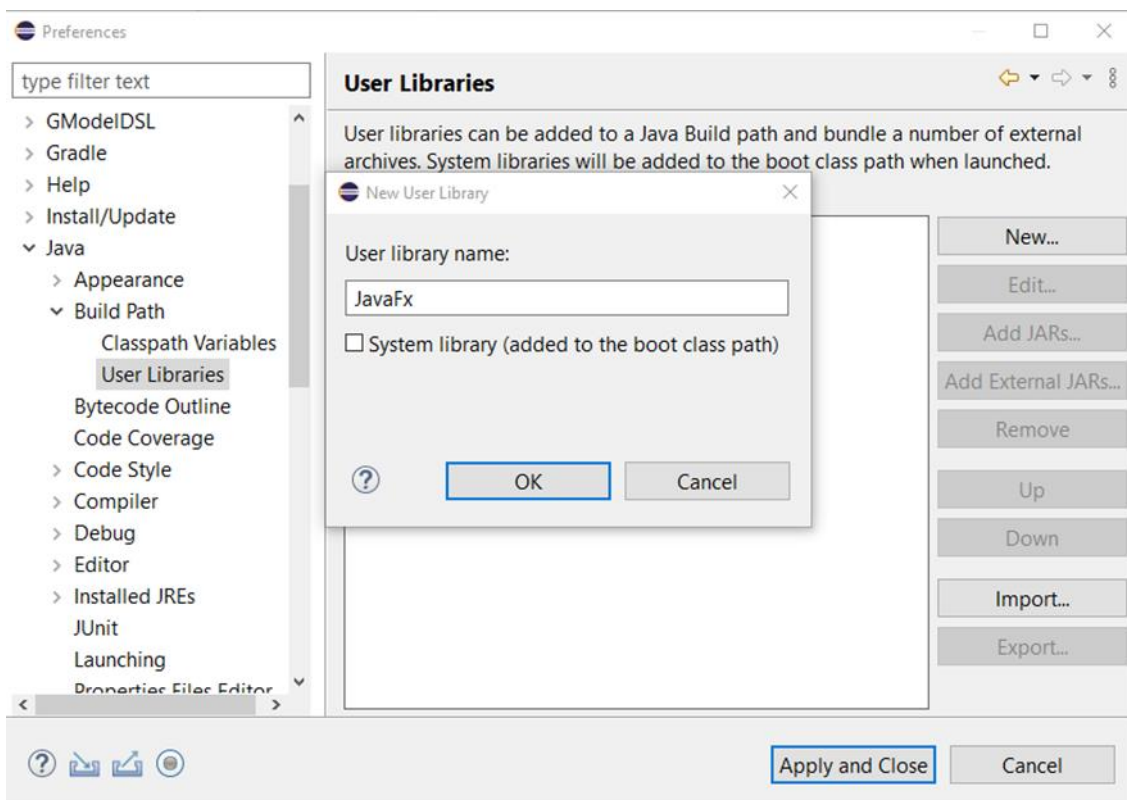 Preferences
type filter text
GModelDSL
Gradle
Help
Install/Update
Java
Appearance
Build Path
Classpath Variables
User Libraries
Bytecode Outline
Code Coverage
Code Style
Compiler
Debug
Editor
Installed JREs
JUnit
Launching
Properties Files Editor
User Libraries
User libraries can be added to a Java Build path and bundle a number of external
archives. System libraries will be added to the boot class path when launched.
New User Library
User library name:
JavaFx
System library (added to the boot class path)
OK
Cancel
New...
Edit...
Add JARs...
Add External JARs...
Remove
Up
Down
Import...
Export...
Apply and Close
Cancel